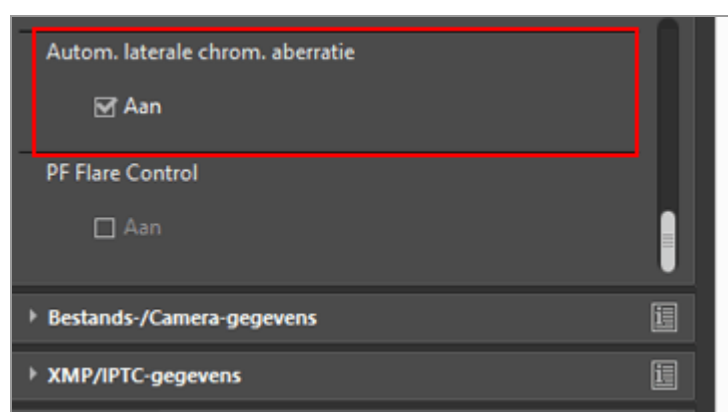 Autom. laterale chrom. aberratie
Aan
PF Flare Control
Aan
Bestands-/Camera-gegevens
XMP/IPTC-gegevens